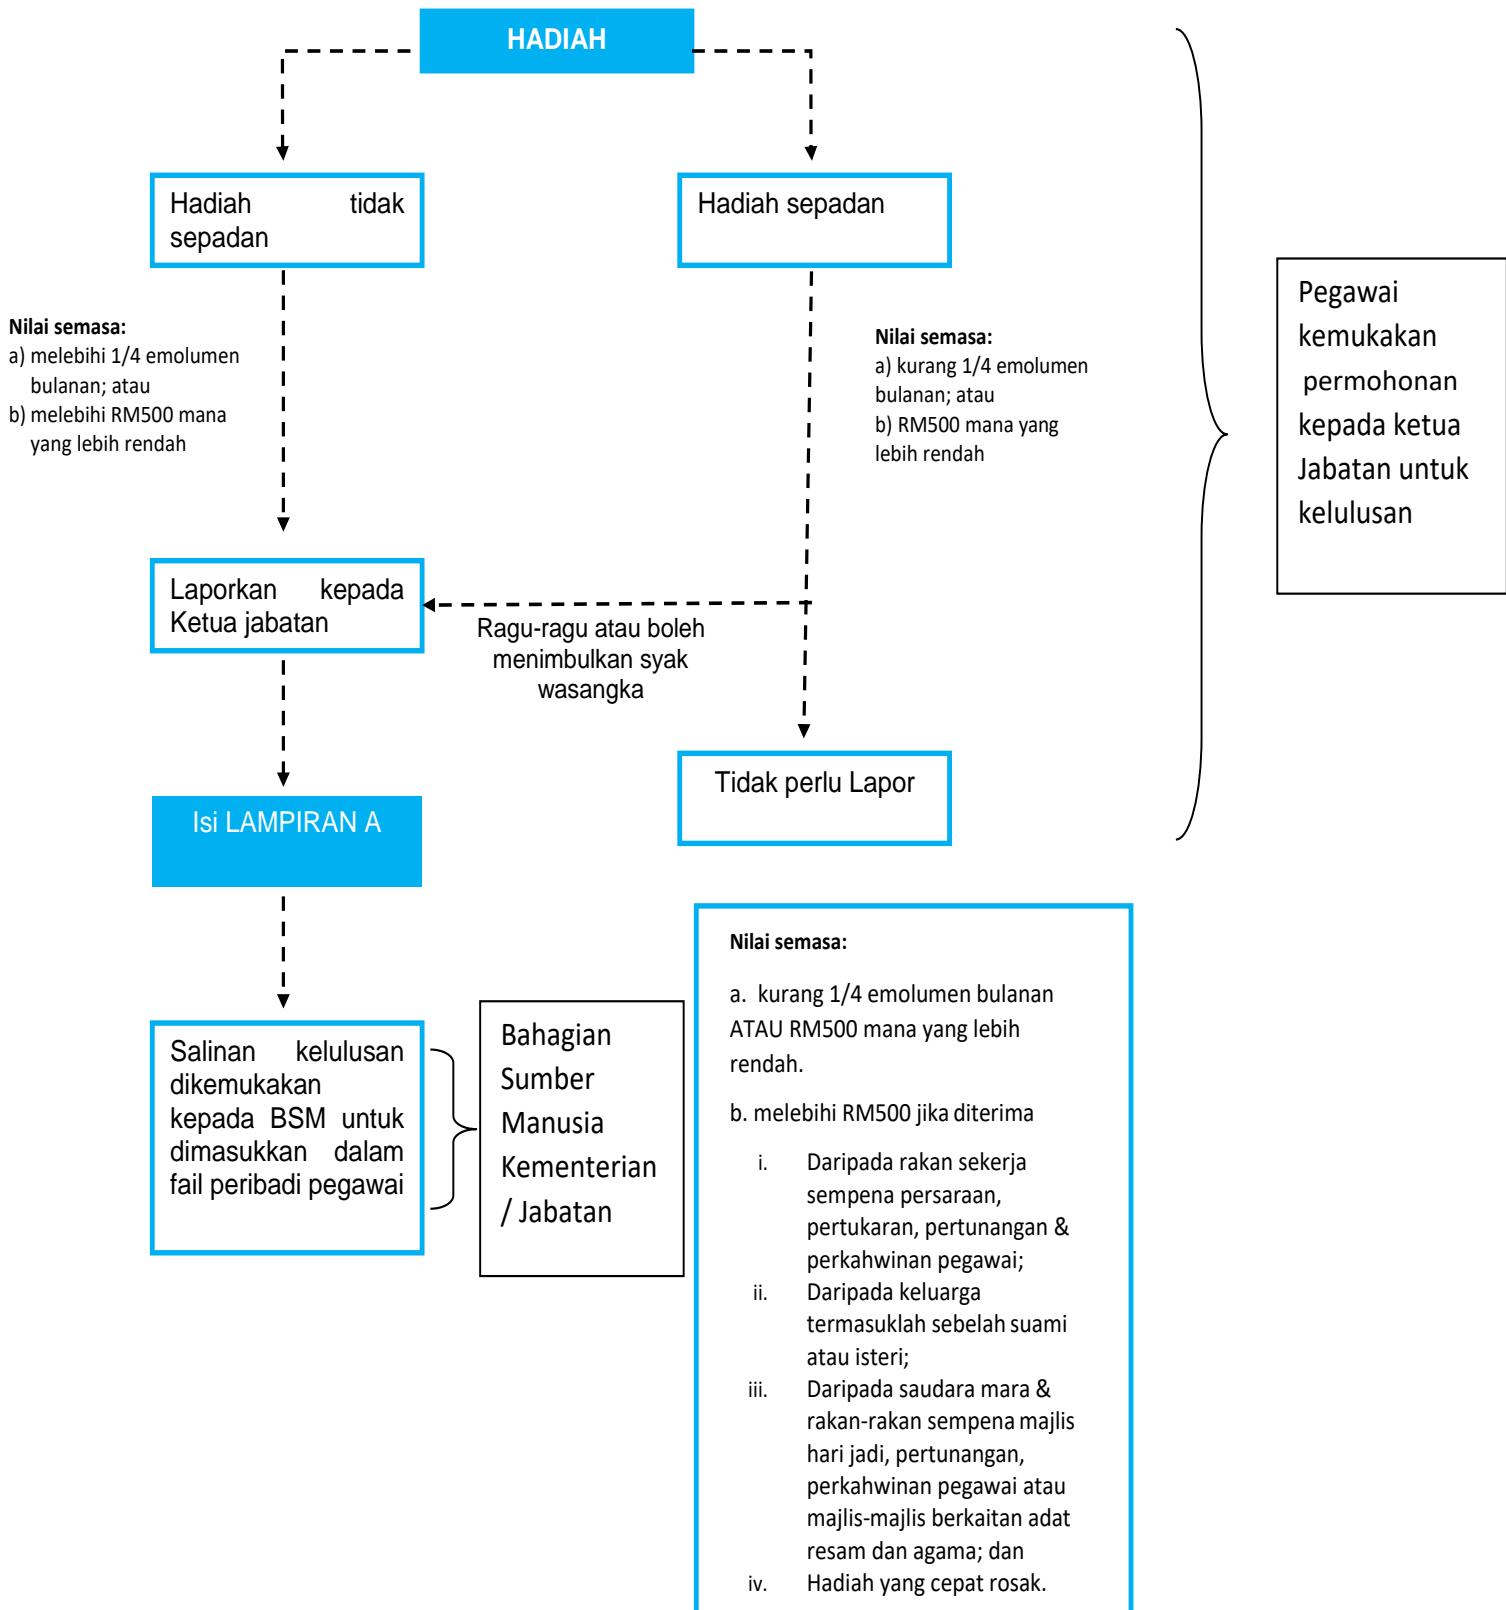 HADIAH
Hadiah tidak
sepadan
Hadiah sepadan
Nilai semasa:
a) melebihi 1/4 emolumen
bulanan; atau
b) melebihi RM500 mana
yang lebih rendah
Nilai semasa:
a) kurang 1/4 emolumen
bulanan; atau
b) RM500 mana yang
lebih rendah
Pegawai
kemukakan
permohonan
kepada ketua
Jabatan untuk
kelulusan
Laporkan kepada
Ketua jabatan
Ragu-ragu atau boleh
menimbulkan syak
wasangka
Tidak perlu Lapor
Isi LAMPIRAN A
Salinan kelulusan
dikemukakan
kepada BSM untuk
dimasukkan dalam
fail peribadi pegawai
Bahagian
Sumber
Manusia
Kementerian
/ Jabatan
Nilai semasa:
a. kurang 1/4 emolumen bulanan
ATAU RM500 mana yang lebih
rendah.
b. melebihi RM500 jika diterima
i. Daripada rakan sekerja
sempena persaraan,
pertukaran, pertunangan &
perkahwinan pegawai;
ii. Daripada keluarga
termasuklah sebelah suami
atau isteri;
iii. Daripada saudara mara &
rakan-rakan sempena majlis
hari jadi, pertunangan,
perkahwinan pegawai atau
majlis-majlis berkaitan adat
resam dan agama; dan
iv. Hadiah yang cepat rosak.